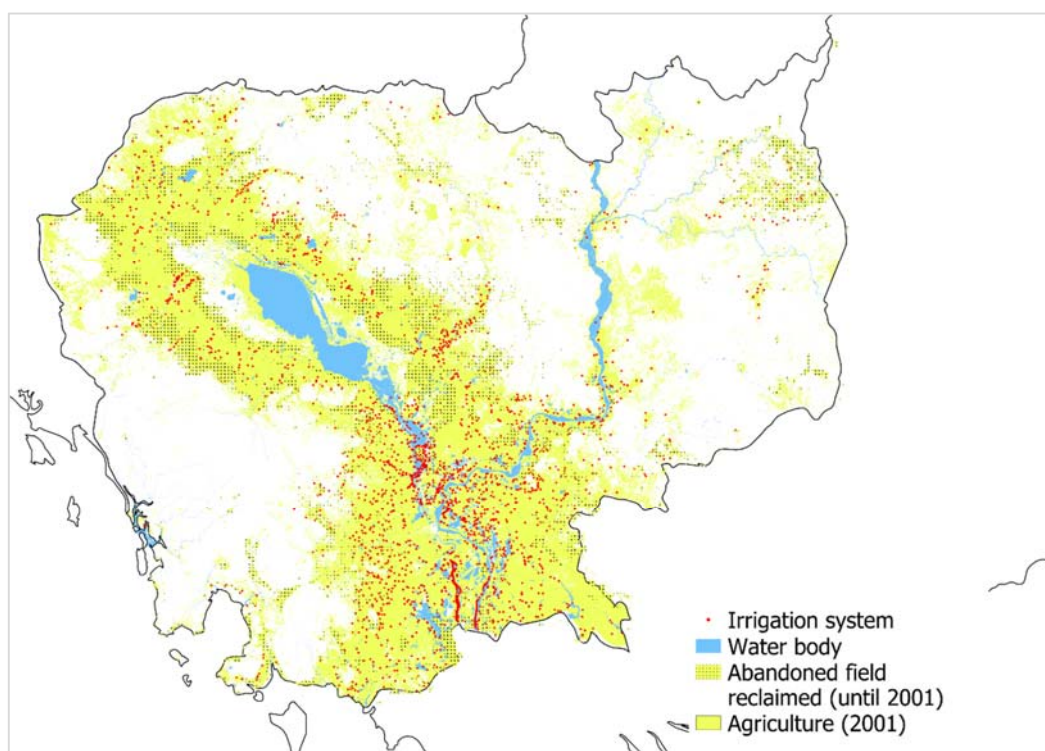 Irrigation system
Water body
Abandoned field
reclaimed (until 2001)
Agriculture (2001)